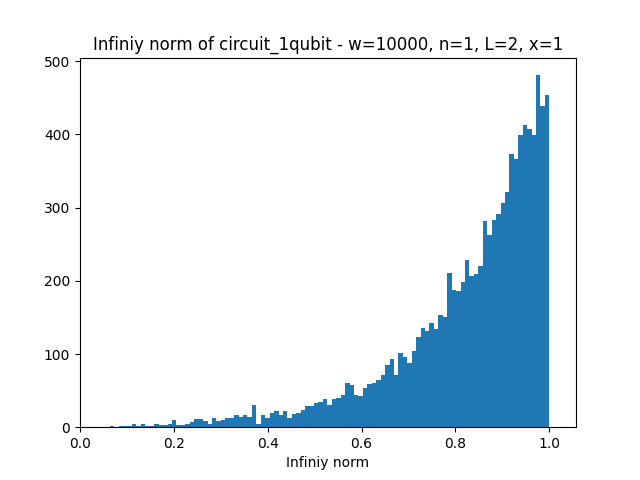 Infiniy norm of circuit_1qubit - w=10000, n=1, L=2, x=1
500
400
300
200
100
0
0.0 0.2 0.4 0.6 0.8 1.0
Infiniy norm